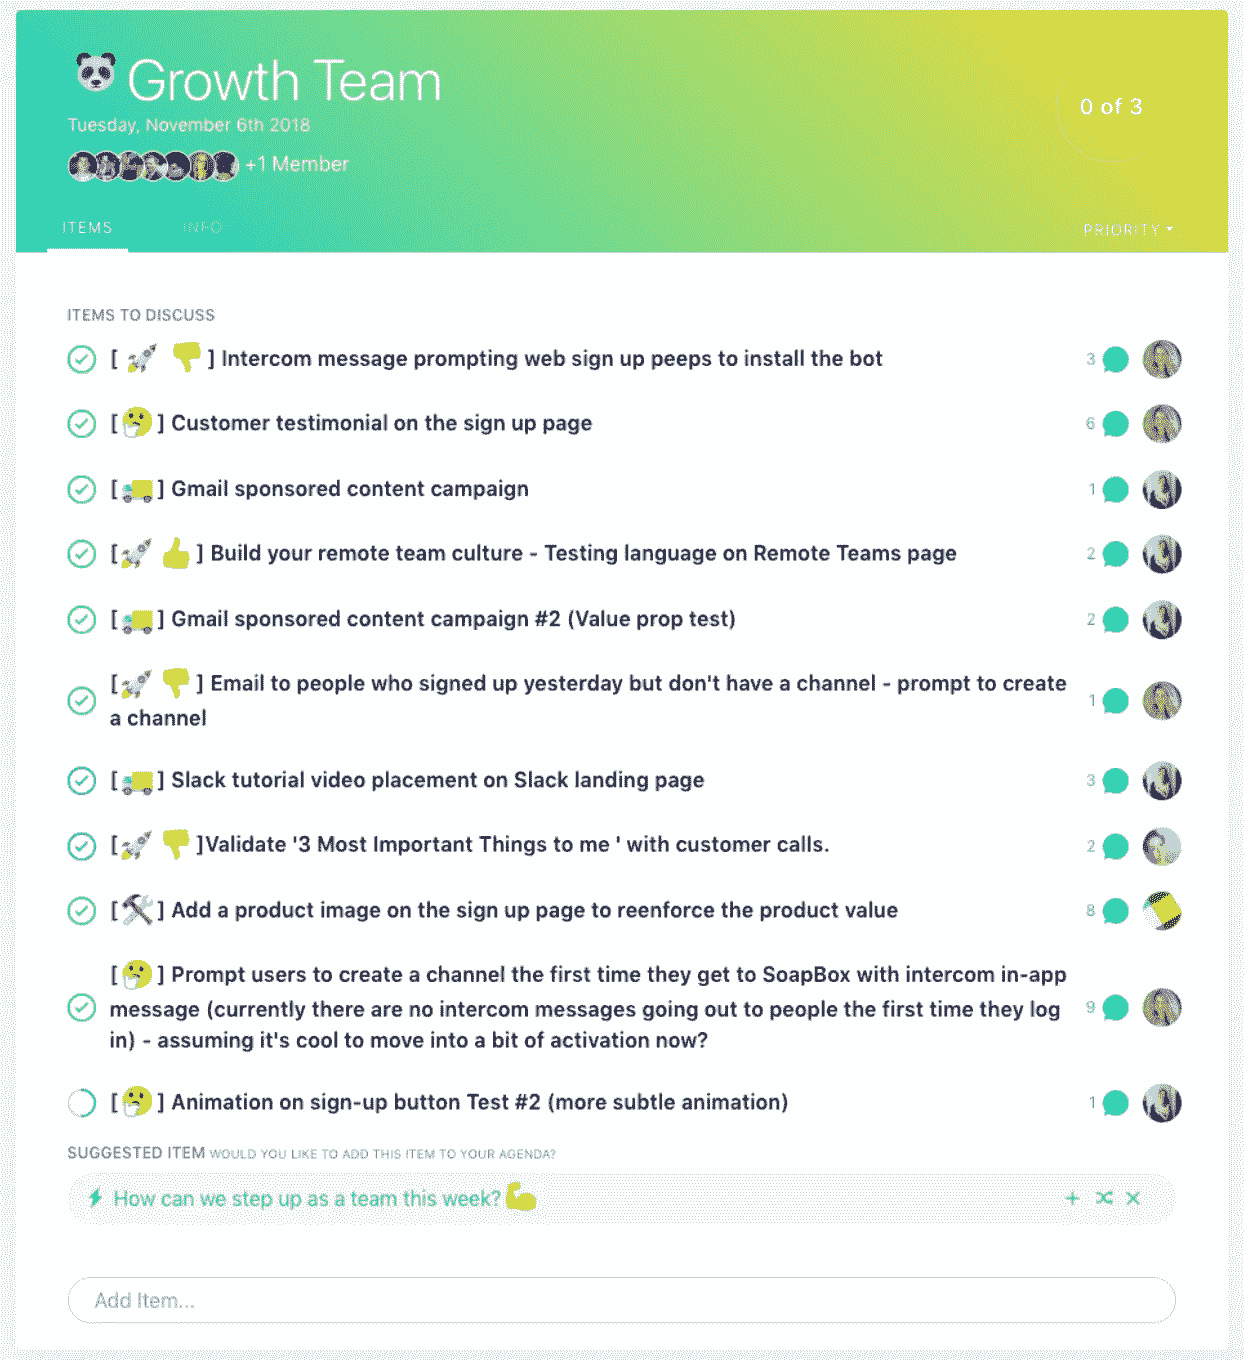 🐼 Growth Team
Tuesday, November 6th 2018
+1 Member
0 of 3
ITEMS INFO PRIORITY
ITEMS TO DISCUSS
[ 🚀 👎 ] Intercom message prompting web sign up peeps to install the bot 3
[🤔] Customer testimonial on the sign up page 6
[🚚] Gmail sponsored content campaign 1
[🚀 👍 ] Build your remote team culture - Testing language on Remote Teams page 2
[🚚] Gmail sponsored content campaign #2 (Value prop test) 2
[🚀 👎 ] Email to people who signed up yesterday but don't have a channel - prompt to create 1
a channel
[🚚] Slack tutorial video placement on Slack landing page 3
[🚀 👎 ]Validate '3 Most Important Things to me ' with customer calls. 2
[🛠] Add a product image on the sign up page to reenforce the product value 8
[🤔] Prompt users to create a channel the first time they get to SoapBox with intercom in-app
message (currently there are no intercom messages going out to people the first time they log 9
in) - assuming it's cool to move into a bit of activation now?
[🤔] Animation on sign-up button Test #2 (more subtle animation) 1
SUGGESTED ITEM WOULD YOU LIKE TO ADD THIS ITEM TO YOUR AGENDA?
How can we step up as a team this week? 💪
Add Item...